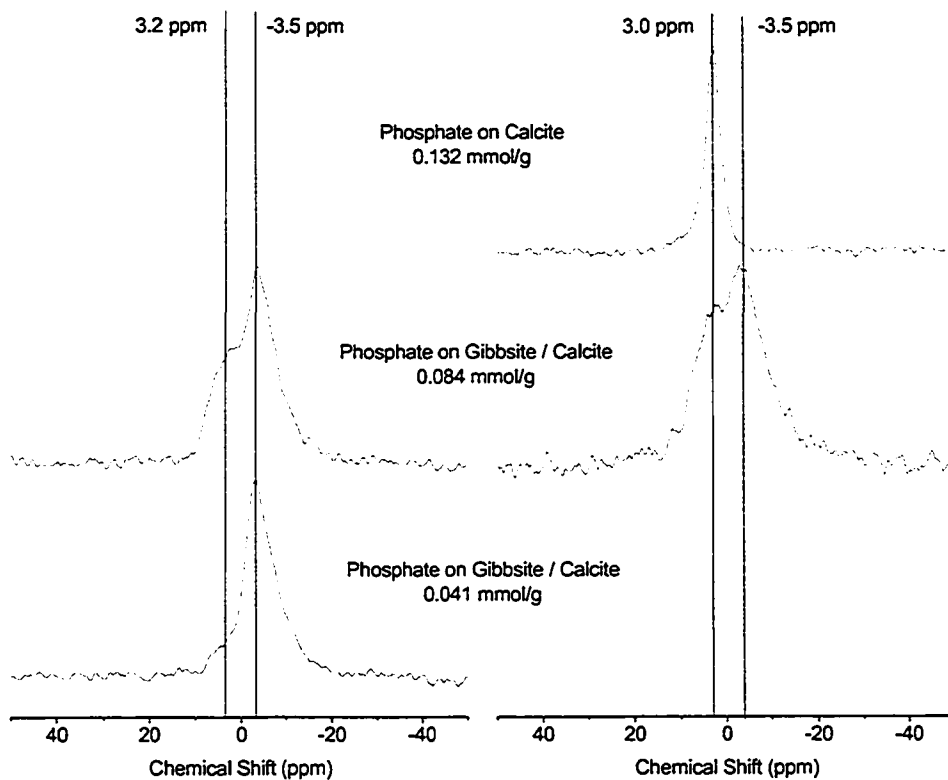 3.2 ppm
-3.5 ppm
3.0 ppm
-3.5 ppm
Phosphate on Calcite
0.132 mmol/g
Phosphate on Gibbsite / Calcite
0.084 mmol/g
Phosphate on Gibbsite / Calcite
0.041 mmol/g
40 20 0 -20 -40
40 20 0 -20 -40
Chemical Shift (ppm)
Chemical Shift (ppm)